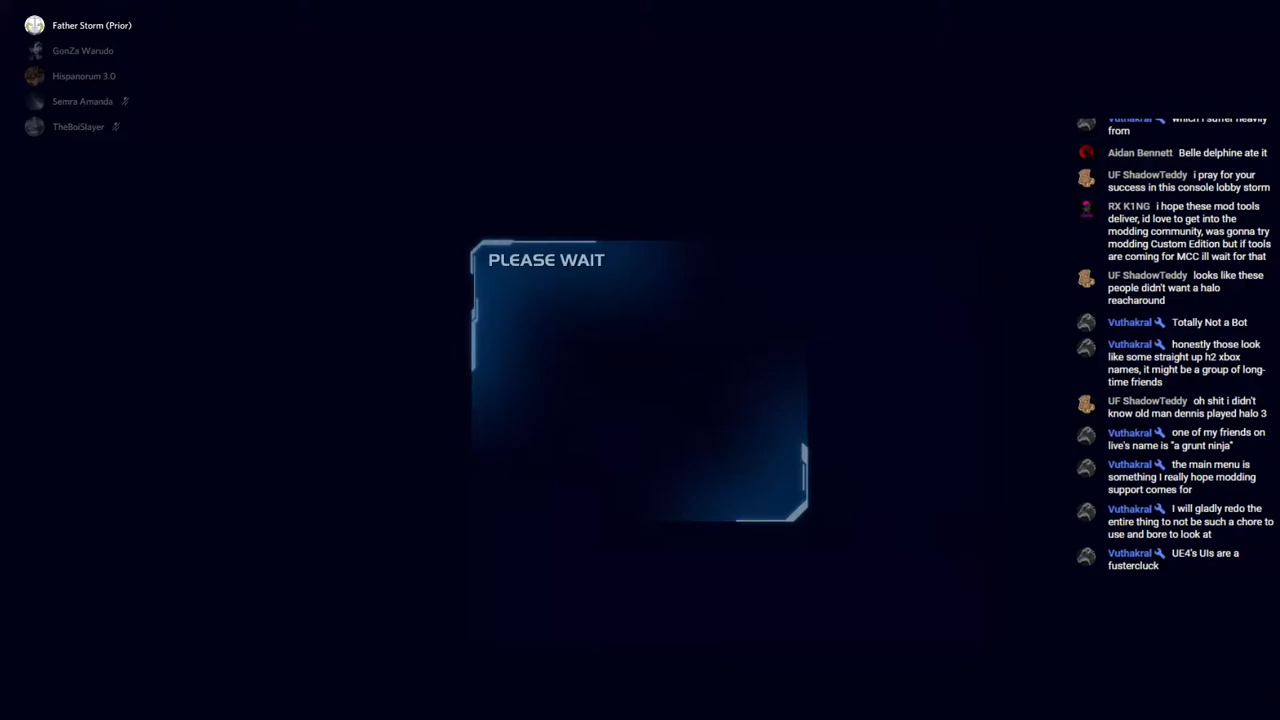 Father Storm (Prior)
GonZa Warudo
Hispanorum 3.0
Semra Amanda
TheBoiSlayer
PLEASE WAIT
Vuthakral which I suffer heavily
from
Aidan Bennett Belle delphine ate it
UF ShadowTeddy i pray for your
success in this console lobby storm
RX K1NG i hope these mod tools
deliver, id love to get into the
modding community, was gonna try
modding Custom Edition but if tools
are coming for MCC ill wait for that
UF ShadowTeddy looks like these
people didn't want a halo
reacharound
Vuthakral Totally Not a Bot
Vuthakral honestly those look
like some straight up h2 xbox
names, it might be a group of long-
time friends
UF ShadowTeddy oh shit i didn't
know old man dennis played halo 3
Vuthakral one of my friends on
live's name is "a grunt ninja"
Vuthakral the main menu is
something I really hope modding
support comes for
Vuthakral I will gladly redo the
entire thing to not be such a chore to
use and bore to look at
Vuthakral UE4's UIs are a
fustercluck